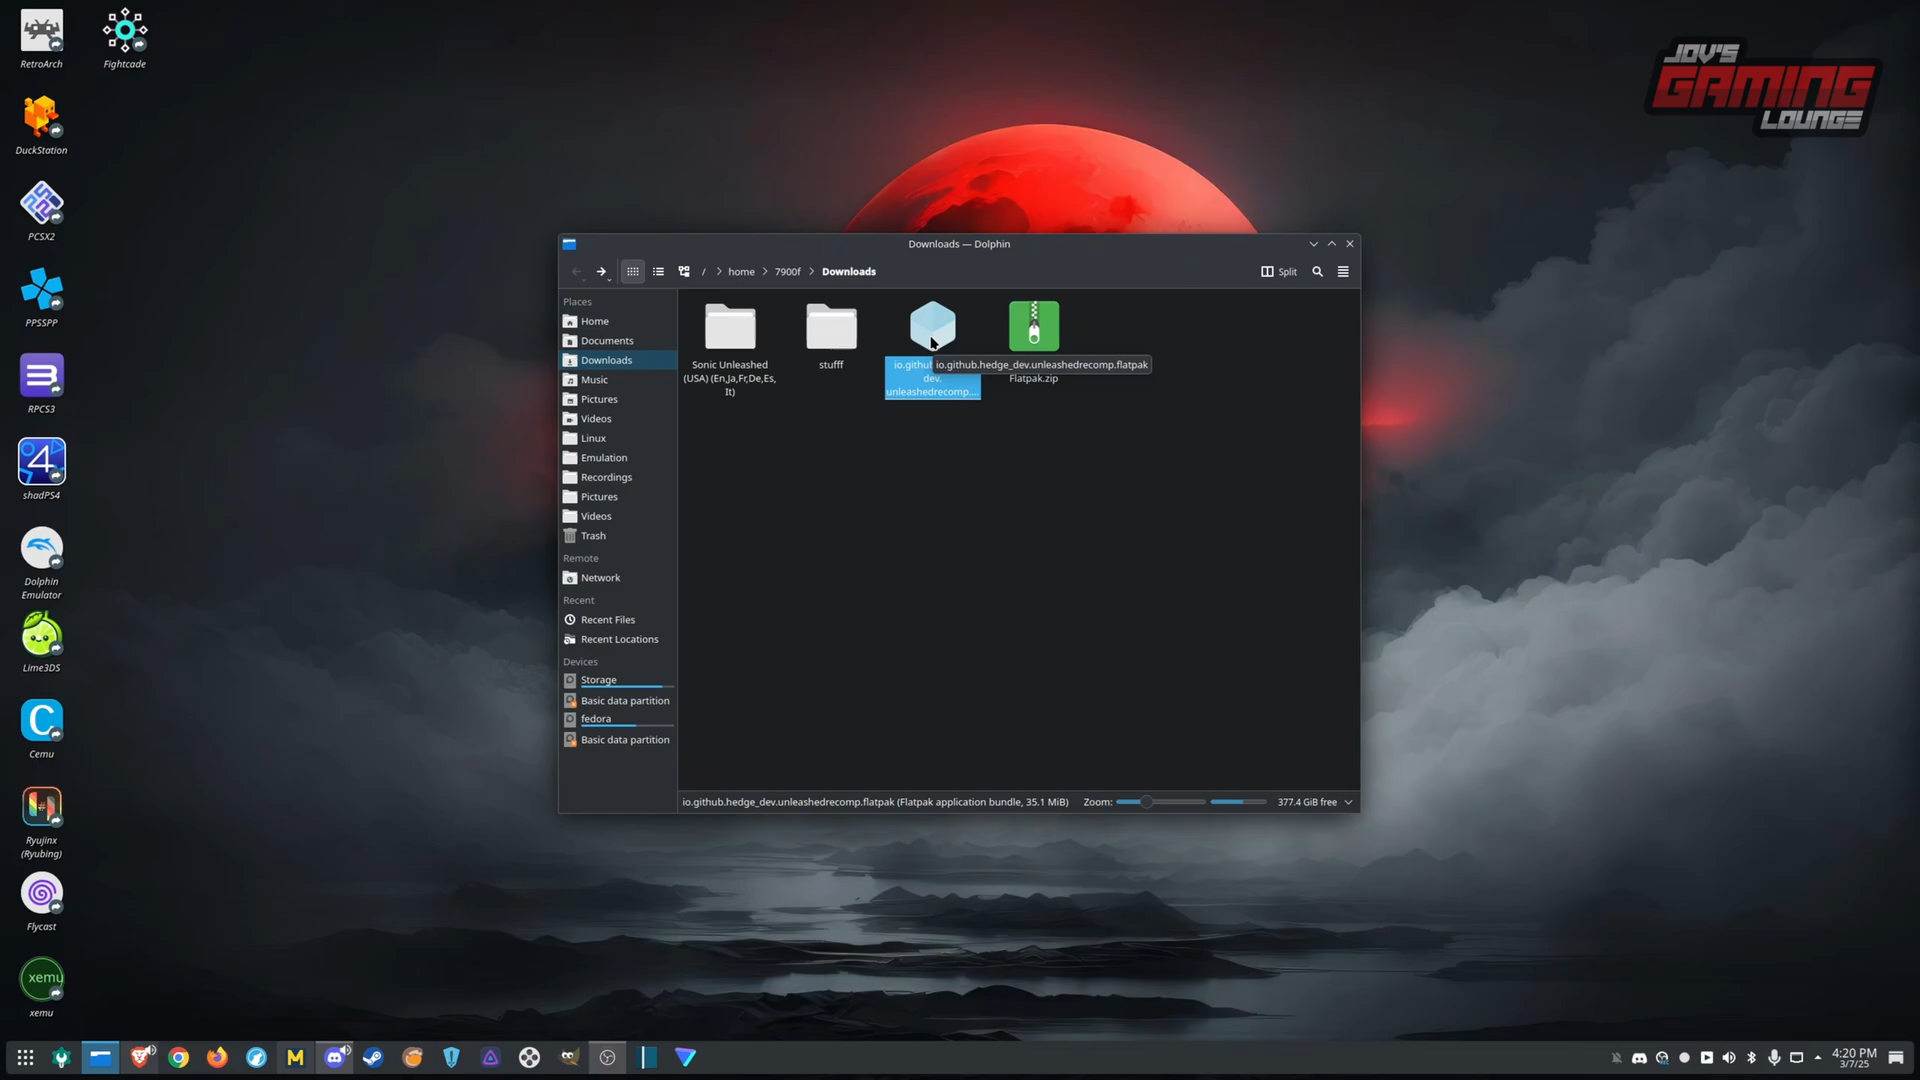 RetroArch
Fightcade
JOV'S
GAMING
LOUNGE
DuckStation
PCSX2
PPSSPP
RPCS3
4
shadPS4
Dolphin
Emulator
Lime3DS
C
Cemu
Ryujinx
(Ryubing)
Flycast
xemu
xemu
Downloads — Dolphin
/ > home > 7900f > Downloads
Split
Places
Home
Documents
Downloads
Music
Pictures
Videos
Linux
Emulation
Recordings
Pictures
Videos
Trash
Remote
Network
Recent
Recent Files
Recent Locations
Devices
Storage
Basic data partition
fedora
Basic data partition
Sonic Unleashed
(USA) (En,Ja,Fr,De,Es,
It)
stufff
io.githu
dev.
unleashedrecomp....
io.github.hedge_dev.unleashedrecomp.flatpak
Flatpak.zip
io.github.hedge_dev.unleashedrecomp.flatpak (Flatpak application bundle, 35.1 MiB)
Zoom:
377.4 GiB free
M
4:20 PM
3/7/25